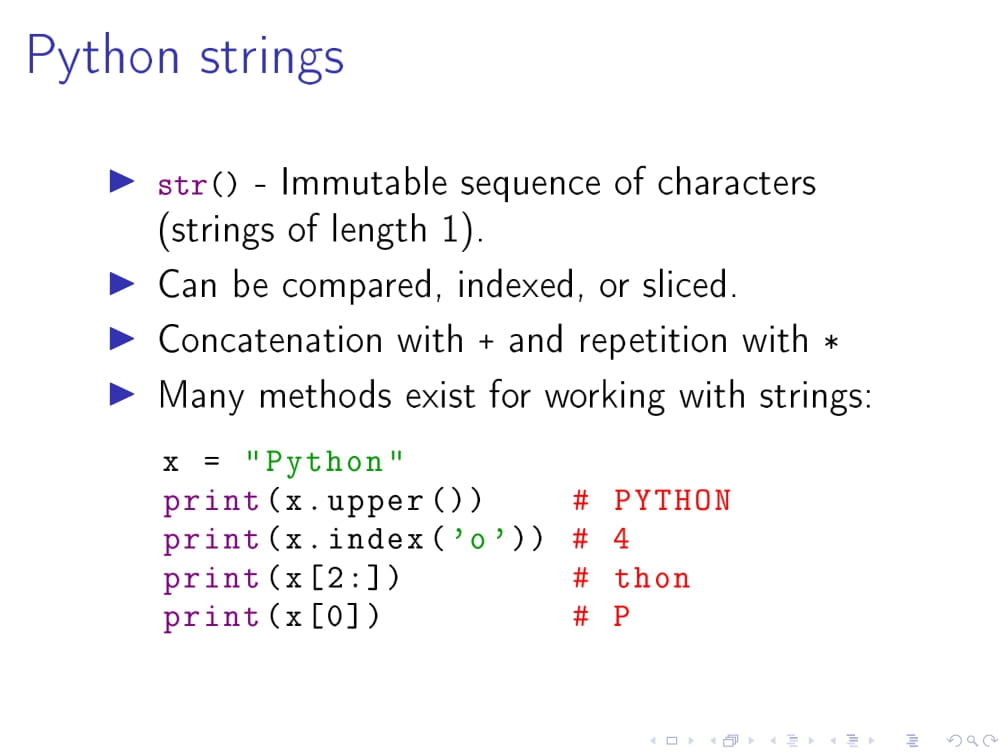 Python strings
str() - Immutable sequence of characters
(strings of length 1).
Can be compared, indexed, or sliced.
Concatenation with + and repetition with *
Many methods exist for working with strings:
x = "Python"
print(x.upper()) # PYTHON
print(x.index('o')) # 4
print(x[2:]) # thon
print(x[0]) # P